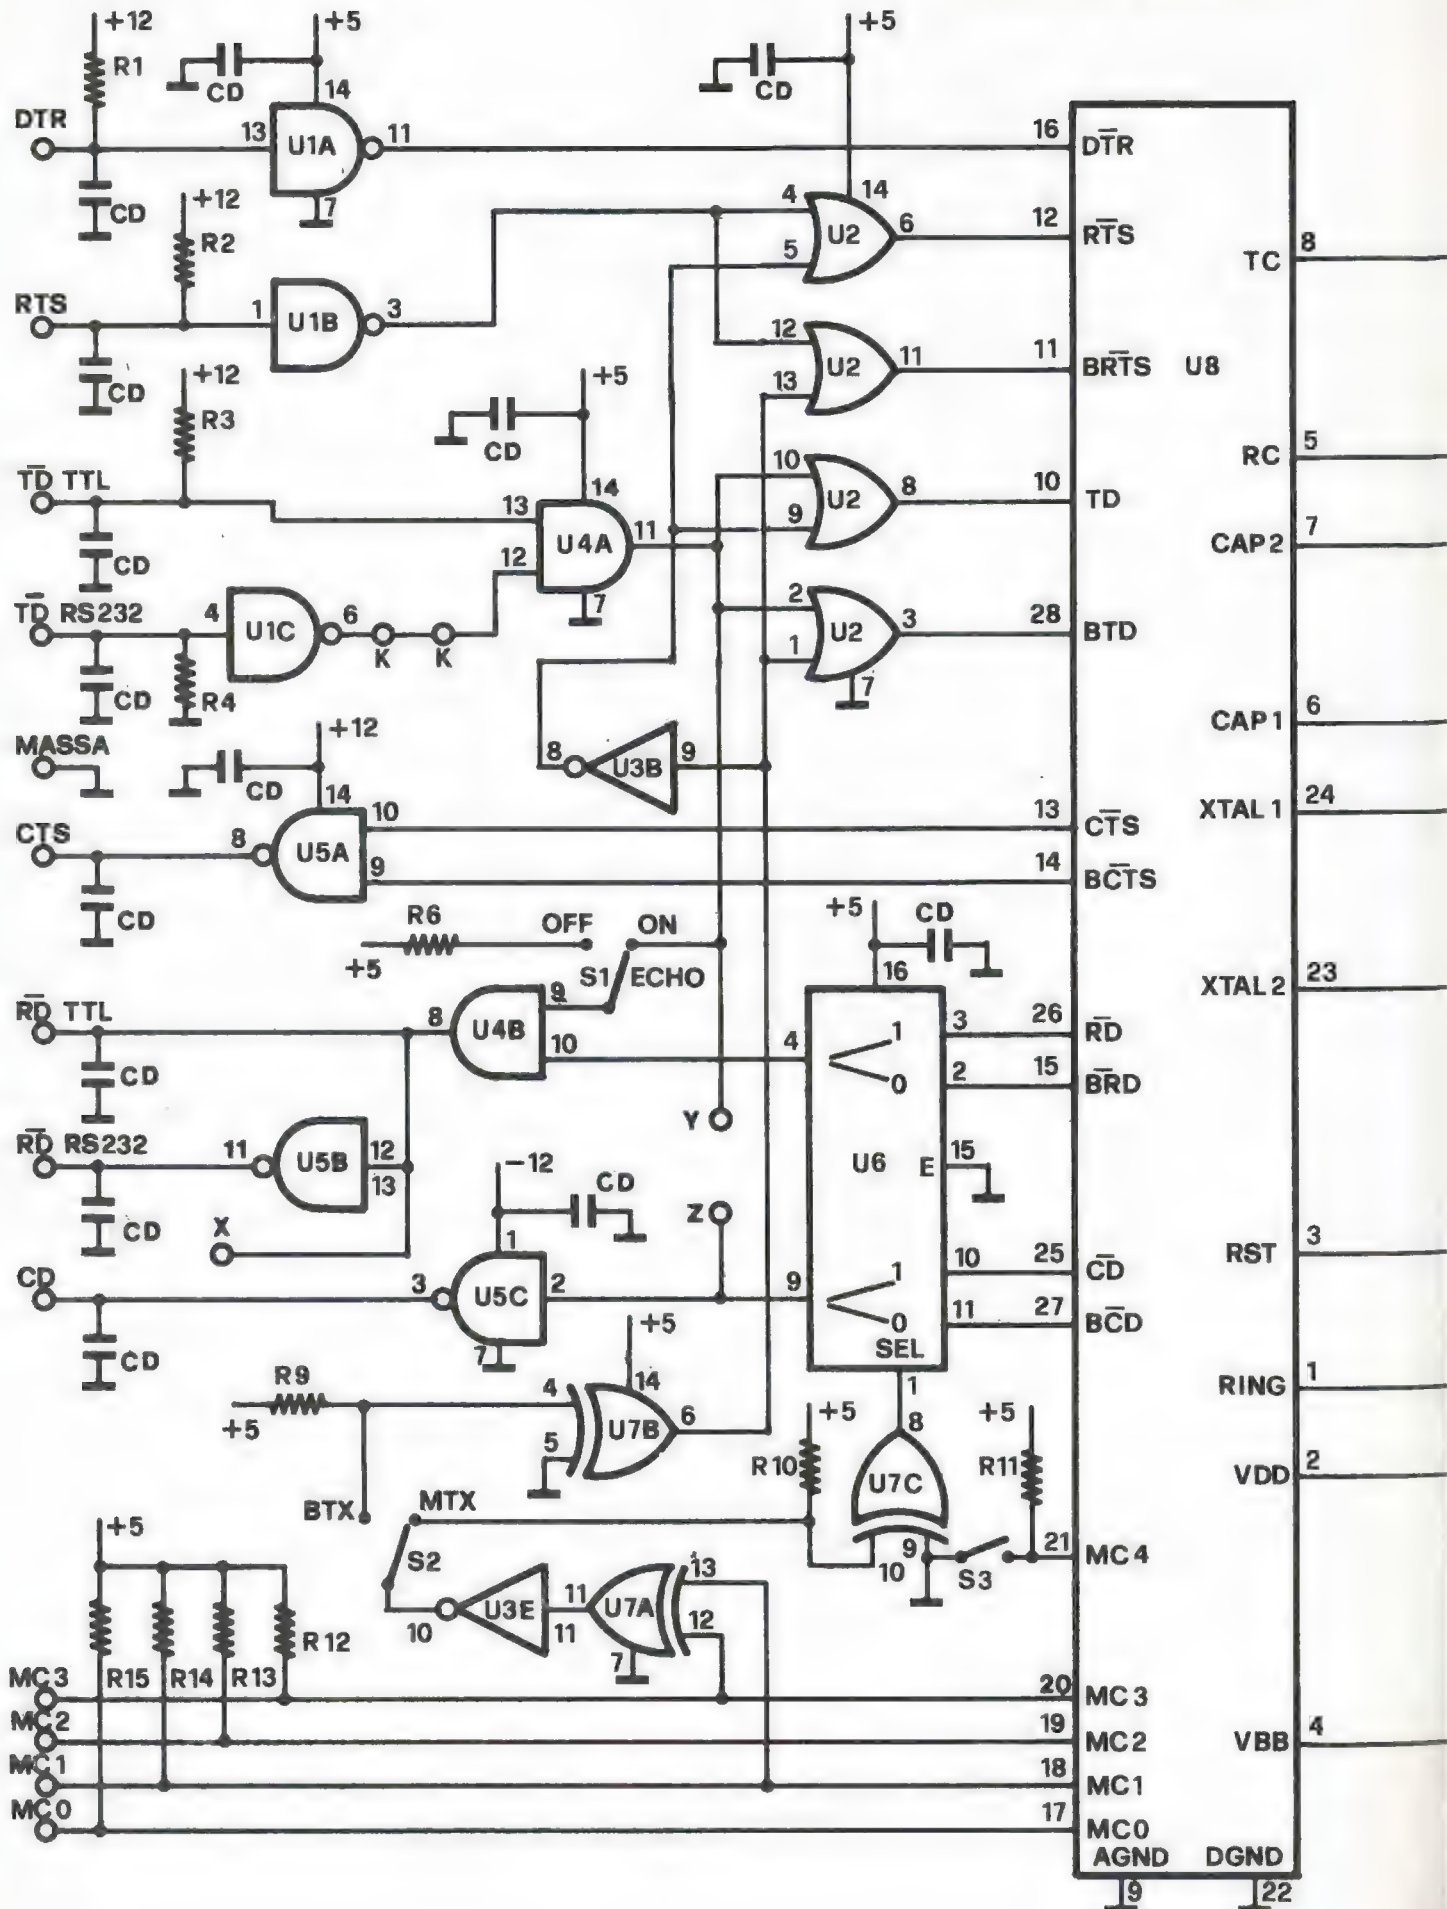 +12
+5
+5
R1
CD
CD
14
DTR
13
U1A
11
16
DTR
CD
7
+12
R2
14
4
6
U2
5
12
RTS
TC
8
RTS
1
U1B
3
12
U2
11
13
11
BRTS
U8
CD
+12
R3
+5
CD
TD TTL
14
13
U4A
11
12
7
10
U2
8
9
10
TD
RC
5
CAP2
7
CD
TD RS232
4
U1C
6
K
K
2
U2
3
1
7
28
BTD
CD
R4
CAP1
6
MASSA
+12
CD
8
U3B
9
XTAL1
24
CTS
14
8
U5A
10
9
13
CTS
14
BCTS
CD
R6
OFF
ON
+5
S1
ECHO
+5
CD
16
XTAL2
23
RD TTL
8
U4B
9
10
4
1
0
3
2
26
RD
15
BRD
CD
Y
RD RS232
11
U5B
12
13
-12
CD
U6
E
15
CD
X
Z
1
RST
3
CD
3
U5C
2
9
1
0
10
11
25
CD
27
BCD
CD
7
+5
SEL
R9
+5
14
4
U7B
6
5
1
8
+5
R10
U7C
+5
R11
RING
1
VDD
2
BTX
MTX
S2
9
10
S3
21
MC4
+5
10
U3E
11
11
U7A
13
12
7
R15
R14
R13
R12
MC3
20
MC3
MC2
19
MC2
VBB
4
MC1
18
MC1
MC0
17
MC0
AGND
DGND
9
22